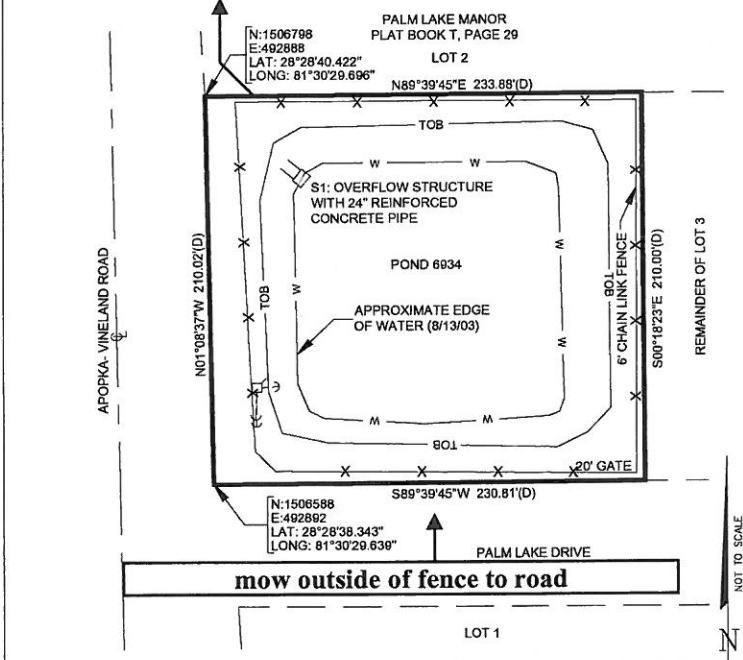 PALM LAKE MANOR
PLAT BOOK T, PAGE 29
LOT 2
N:1506798
E:492888
LAT: 28°28'40.422"
LONG: 81°30'29.696"
N89°39'45"E 233.88'(D)
X X X X X
TOB
W W
S1: OVERFLOW STRUCTURE
WITH 24" REINFORCED
CONCRETE PIPE
POND 6934
APPROXIMATE EDGE
OF WATER (8/13/03)
APOPKA- VINELAND ROAD
N01°08'37"W 210.02'(D)
X
X
X
X
TOB
W
W
W
TOB
6' CHAIN LINK FENCE
X
X
X
X
S00°18'23"E 210.00'(D)
REMAINDER OF LOT 3
W W
TOB
X X X X
20' GATE
S89°39'45"W 230.81'(D)
N:1506588
E:492892
LAT: 28°28'38.343"
LONG: 81°30'29.639"
PALM LAKE DRIVE
mow outside of fence to road
LOT 1
NOT TO SCALE
N